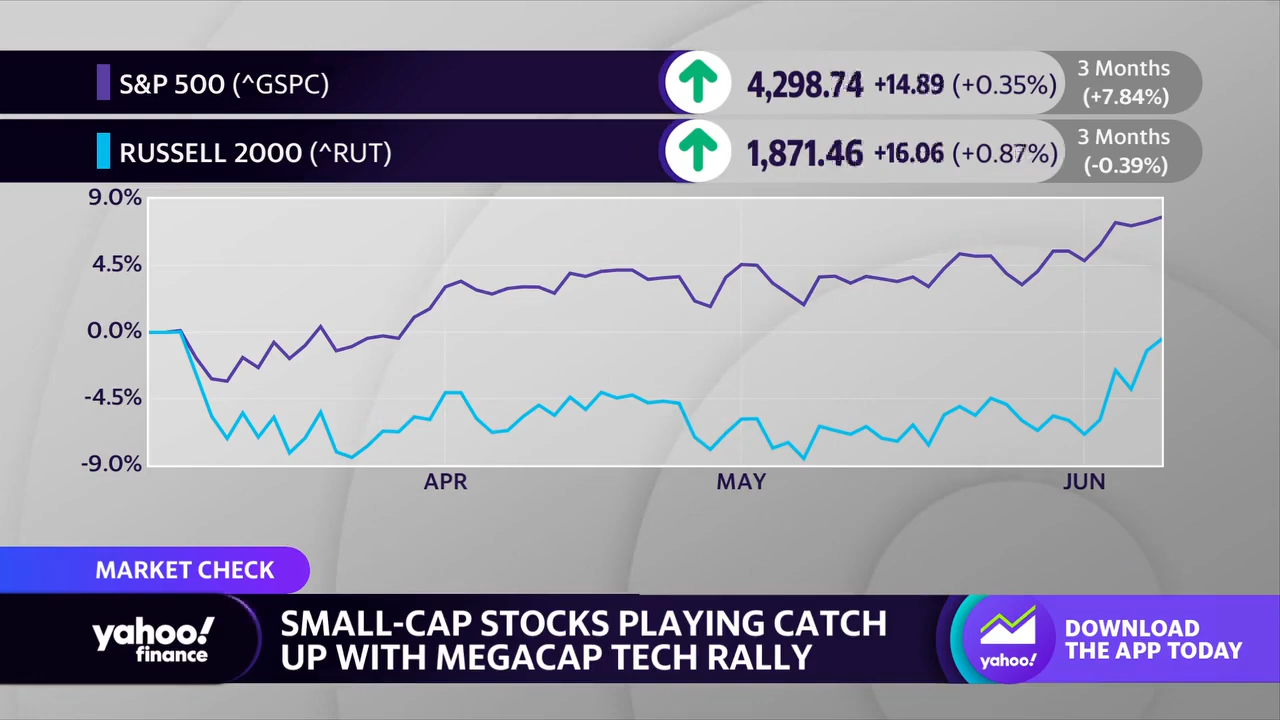 S&P 500 (^GSPC)
4,298.74 +14.89 (+0.35%)
3 Months
(+7.84%)
RUSSELL 2000 (^RUT)
1,871.46 +16.06 (+0.87%)
3 Months
(-0.39%)
9.0%
4.5%
0.0%
-4.5%
-9.0%
APR MAY JUN
MARKET CHECK
yahoo!
finance
SMALL-CAP STOCKS PLAYING CATCH
UP WITH MEGACAP TECH RALLY
yahoo!
DOWNLOAD
THE APP TODAY